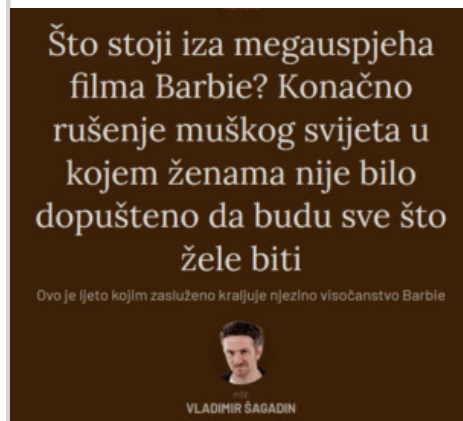 Što stoji iza megauspjeha
filma Barbie? Konačno
rušenje muškog svijeta u
kojem ženama nije bilo
dopušteno da budu sve što
žele biti
Ovo je ljeto kojim zasluženo kraljuje njezino visočanstvo Barbie
VLADIMIR ŠAGADIN